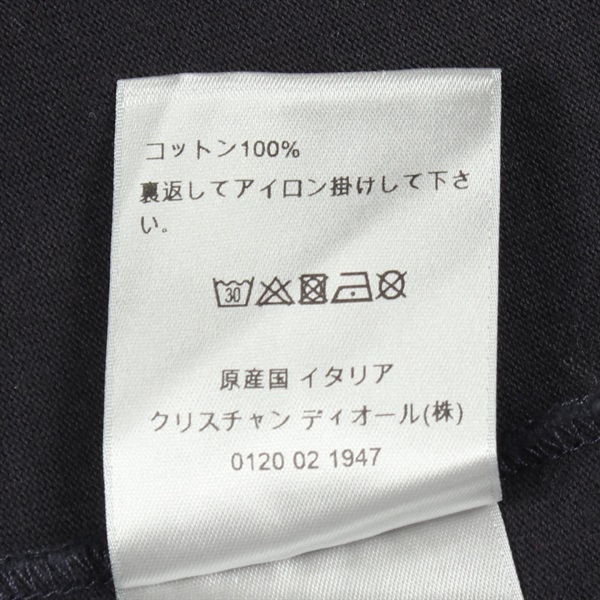 コットン100%
裏返してアイロン掛けして下さ
い。
30
原産国 イタリア
クリスチャン ディオール(株)
0120 02 1947